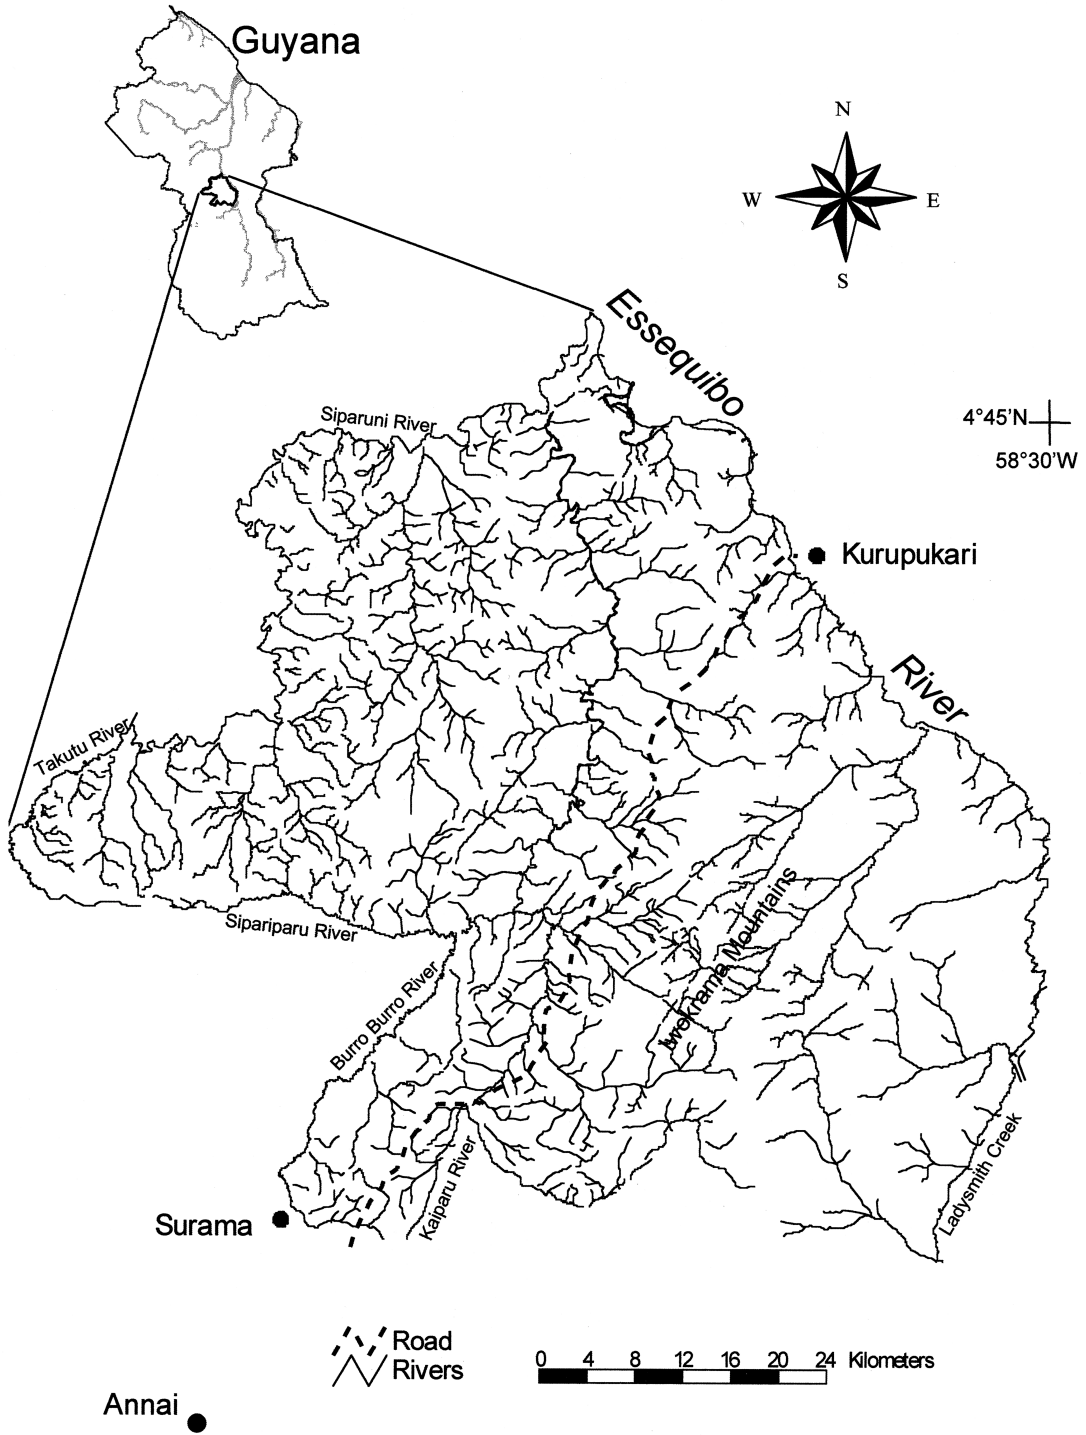 Guyana
N
W
E
S
Essequibo
Siparuni River
4°45'N
58°30'W
Kurupukari
River
Takutu River
Sipariparu River
Iwokrama Mountains
Burro Burro River
Ladysmith Creek
Kaiparu River
Surama
Road
Rivers
0 4 8 12 16 20 24 Kilometers
Annai